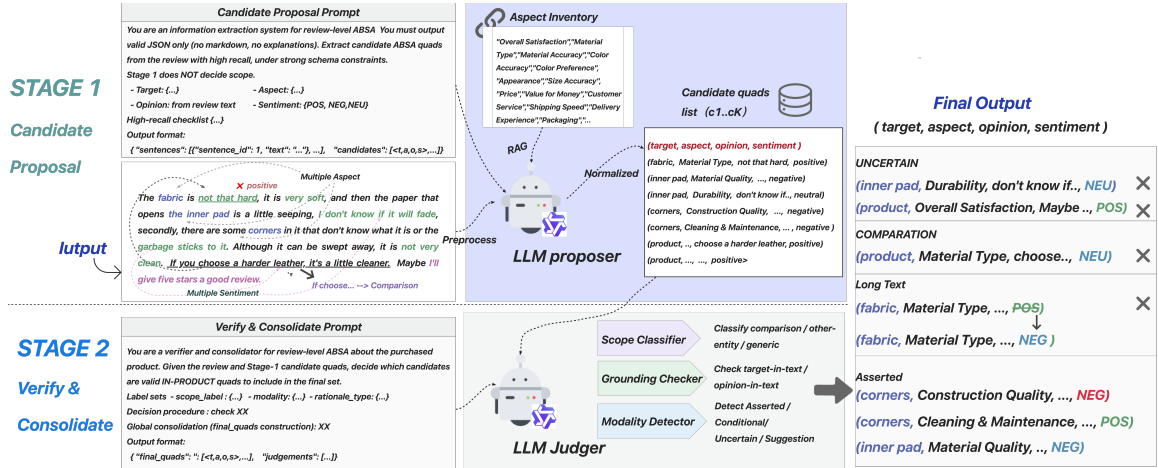 STAGE 1
Candidate
Proposal
Candidate Proposal Prompt
You are an information extraction system for review-level ABSA You must output
valid JSON only (no markdown, no explanations). Extract candidate ABSA quads
from the review with high recall, under strong schema constraints.
Stage 1 does NOT decide scope.
- Target: {...} - Aspect: {...}
- Opinion: from review text - Sentiment: {POS, NEG,NEU}
High-recall checklist {...}
Output format:
{ "sentences": [{"sentence_id": 1, "text": "..."}, ...], "candidates": [<t,a,o,s>,...]}
Iutput
Multiple Aspect
positive
The fabric is not that hard, it is very soft, and then the paper that
opens the inner pad is a little seeping, I don't know if it will fade,
secondly, there are some corners in it that don't know what it is or the
garbage sticks to it. Although it can be swept away, it is not very
clean. If you choose a harder leather, it's a little cleaner. Maybe I'll
give five stars a good review.
Multiple Sentiment
If choose... --> Comparison
Aspect Inventory
"Overall Satisfaction","Material
Type","Material Accuracy","Color
Accuracy","Color Preference",
"Appearance","Size Accuracy",
"Price","Value for Money","Customer
Service","Shipping Speed","Delivery
Experience","Packaging","...
RAG
Preprocess
Normalized
LLM proposer
Candidate quads
list (c1..cK)
(target, aspect, opinion, sentiment )
(fabric, Material Type, not that hard, positive)
(inner pad, Material Quality, ..., negative)
(inner pad, Durability, don't know if.., neutral)
(corners, Construction Quality, ..., negative)
(corners, Cleaning & Maintenance, ... , negative )
(product, .., choose a harder leather, positive)
(product, ..., ..., positive>
STAGE 2
Verify &
Consolidate
Verify & Consolidate Prompt
You are a verifier and consolidator for review-level ABSA about the purchased
product. Given the review and Stage-1 candidate quads, decide which candidates
are valid IN-PRODUCT quads to include in the final set.
Label sets - scope_label : {...} - modality: {...} - rationale_type: {...}
Decision procedure : check XX
Global consolidation (final_quads construction): XX
Output format:
{ "final_quads": ": [<t,a,o,s>,...], "judgements": [...]}
LLM Judger
Scope Classifier
Classify comparison / other-
entity / generic
Grounding Checker
Check target-in-text /
opinion-in-text
Modality Detector
Detect Asserted /
Conditional/
Uncertain / Suggestion
Final Output
( target, aspect, opinion, sentiment )
UNCERTAIN
(inner pad, Durability, don't know if.., NEU)
(product, Overall Satisfaction, Maybe .., POS)
COMPARATION
(product, Material Type, choose.., NEU)
Long Text
(fabric, Material Type, ..., POS)
(fabric, Material Type, ..., NEG )
Asserted
(corners, Construction Quality, ..., NEG)
(corners, Cleaning & Maintenance, ..., POS)
(inner pad, Material Quality, .., NEG)